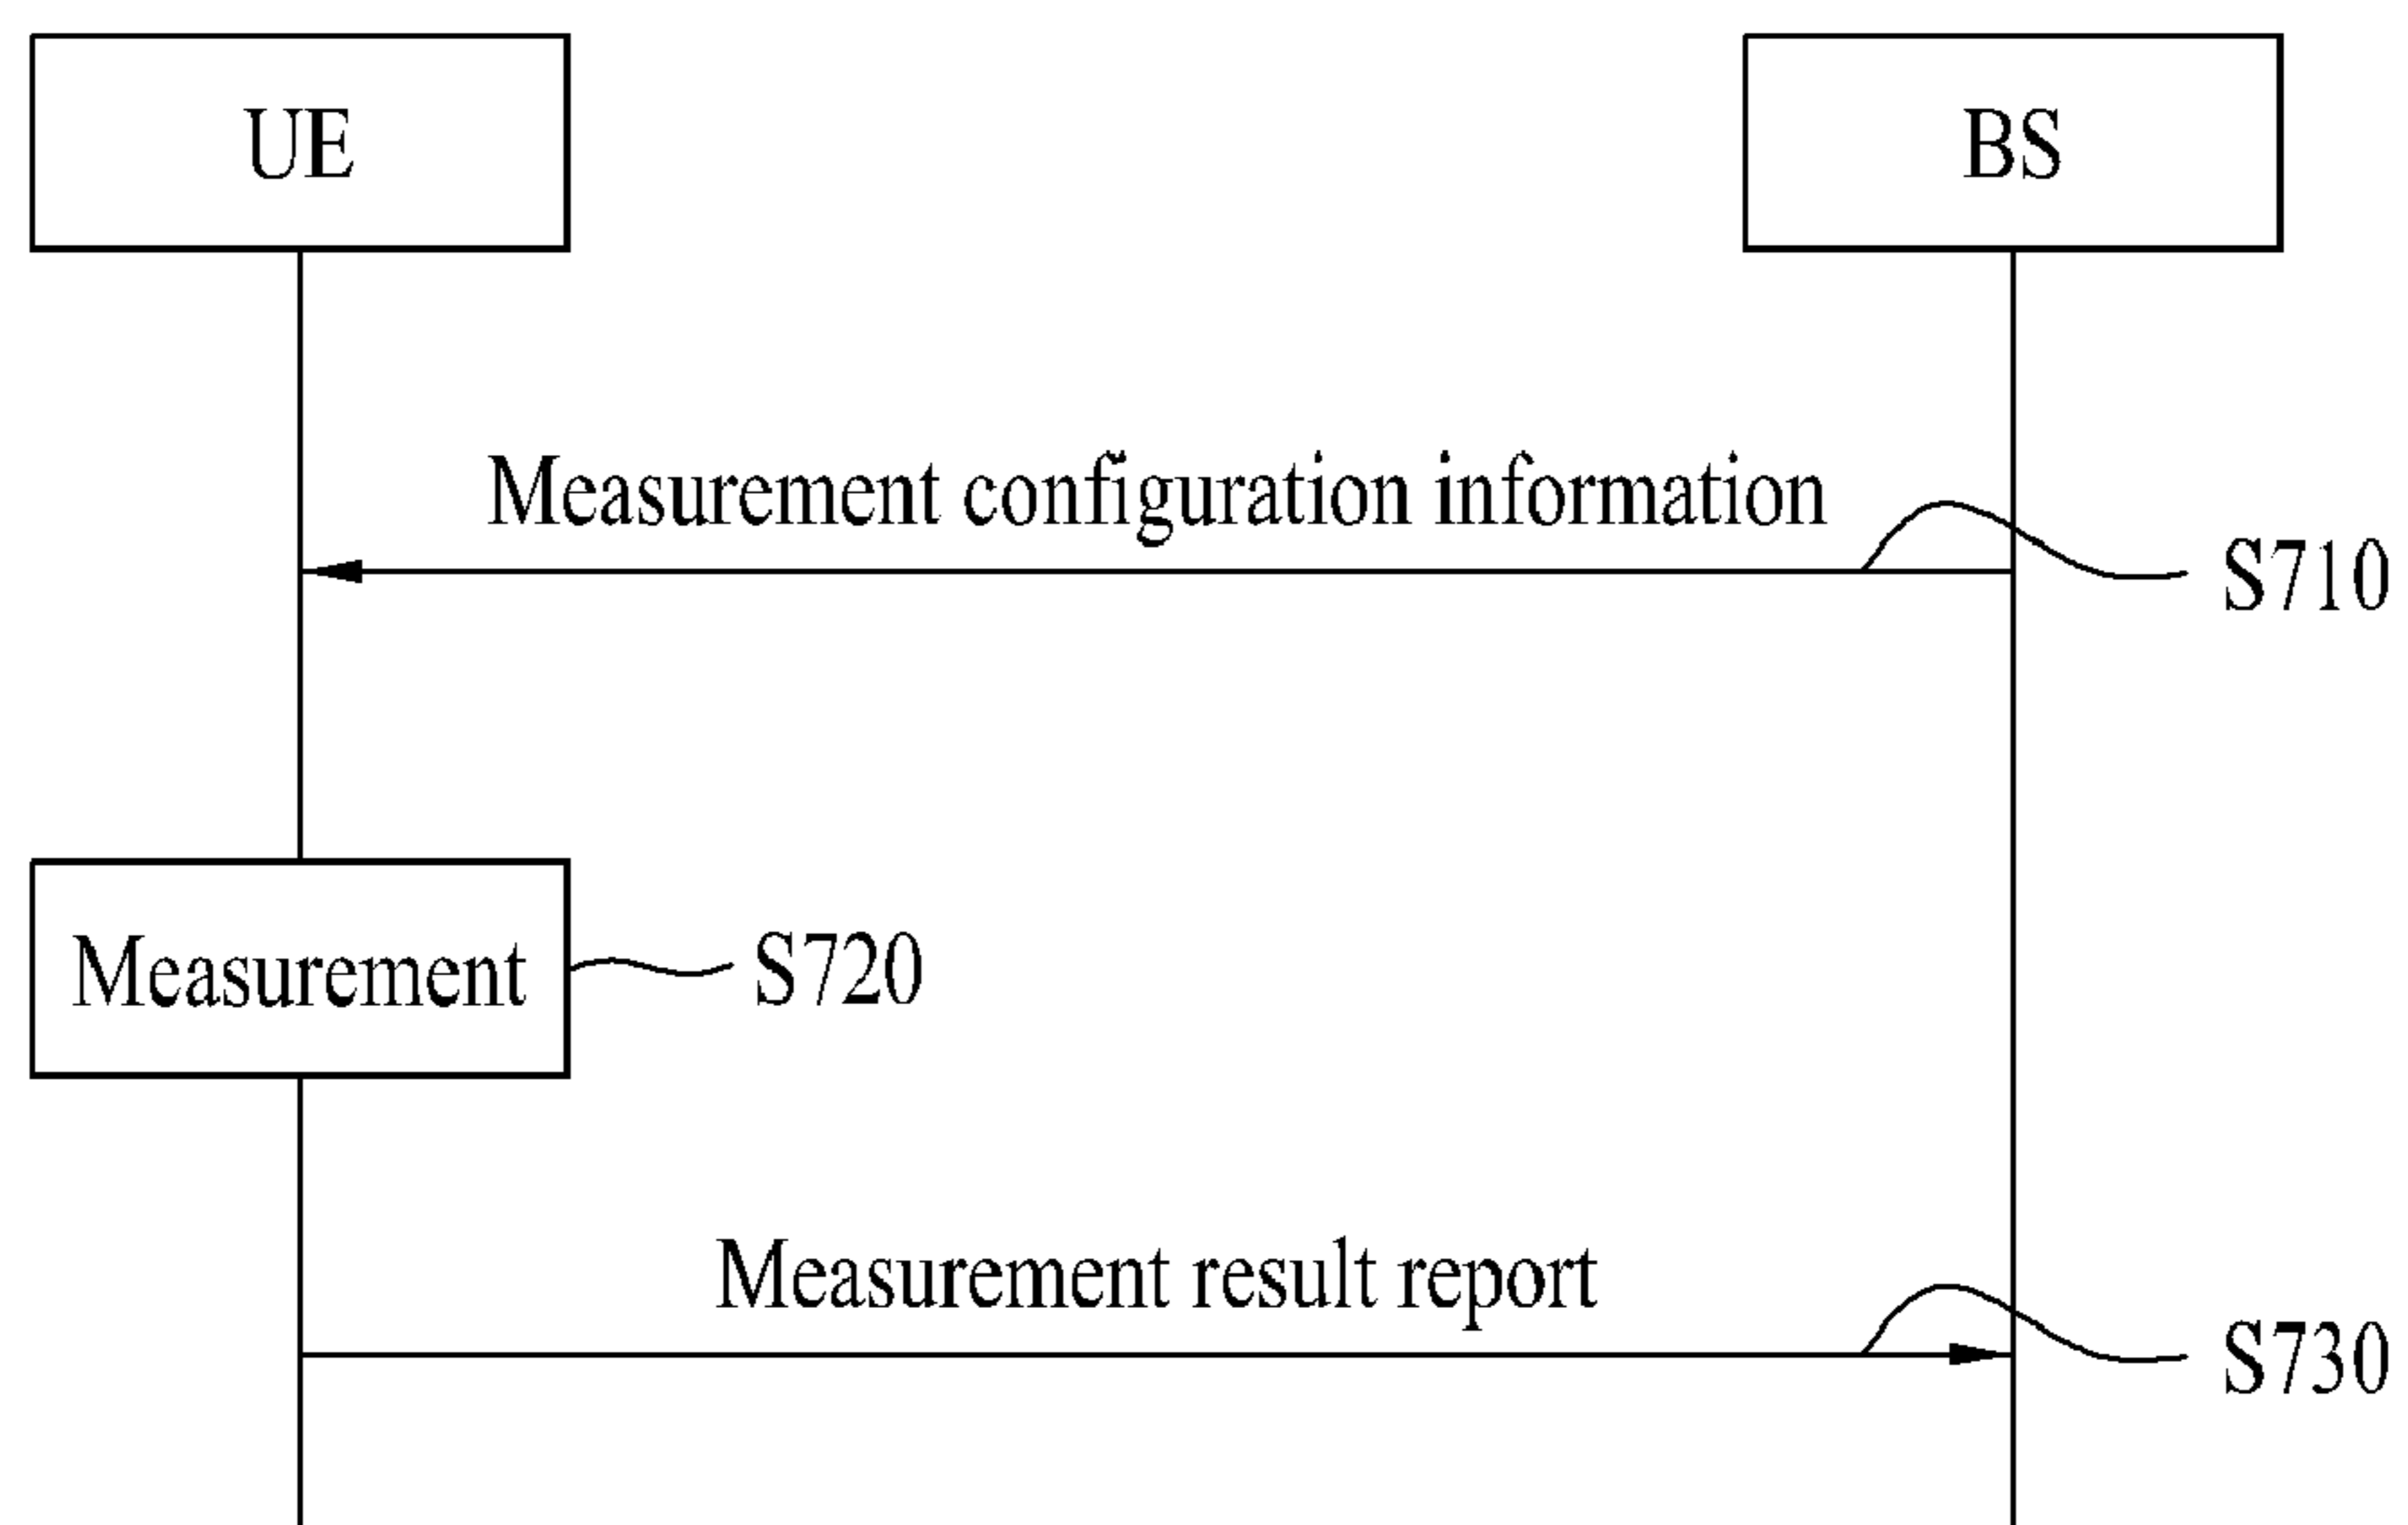 UE
BS
Measurement configuration information
S710
Measurement
S720
Measurement result report
S730